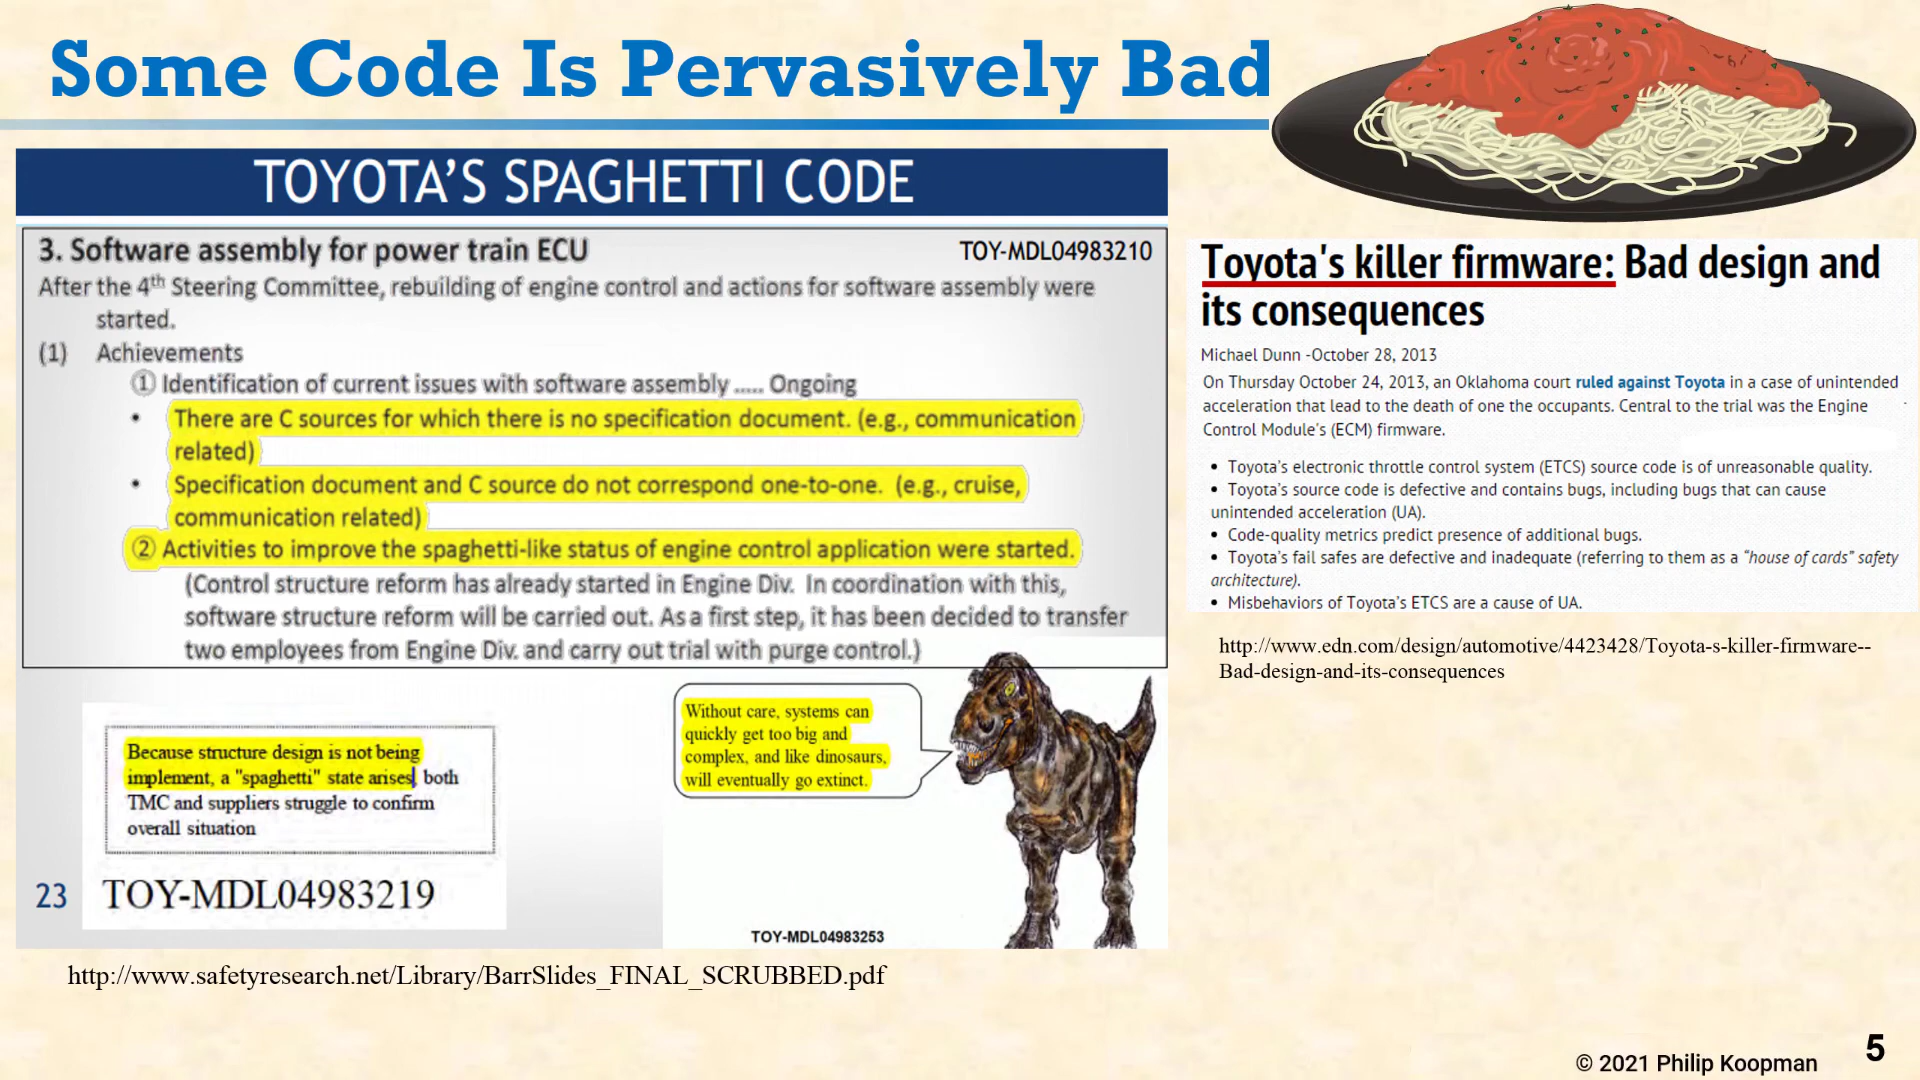 Some Code Is Pervasively Bad
TOYOTA'S SPAGHETTI CODE
3. Software assembly for power train ECU
TOY-MDL04983210
After the 4th Steering Committee, rebuilding of engine control and actions for software assembly were
started.
(1) Achievements
① Identification of current issues with software assembly ..... Ongoing
• There are C sources for which there is no specification document. (e.g., communication
related)
• Specification document and C source do not correspond one-to-one. (e.g., cruise,
communication related)
② Activities to improve the spaghetti-like status of engine control application were started.
(Control structure reform has already started in Engine Div. In coordination with this,
software structure reform will be carried out. As a first step, it has been decided to transfer
two employees from Engine Div. and carry out trial with purge control.)
Because structure design is not being
implement, a "spaghetti" state arises, both
TMC and suppliers struggle to confirm
overall situation
23
TOY-MDL04983219
Without care, systems can
quickly get too big and
complex, and like dinosaurs,
will eventually go extinct.
TOY-MDL04983253
http://www.safetyresearch.net/Library/BarrSlides_FINAL_SCRUBBED.pdf
Toyota's killer firmware: Bad design and
its consequences
Michael Dunn -October 28, 2013
On Thursday October 24, 2013, an Oklahoma court ruled against Toyota in a case of unintended
acceleration that lead to the death of one the occupants. Central to the trial was the Engine
Control Module's (ECM) firmware.
• Toyota's electronic throttle control system (ETCS) source code is of unreasonable quality.
• Toyota's source code is defective and contains bugs, including bugs that can cause
unintended acceleration (UA).
• Code-quality metrics predict presence of additional bugs.
• Toyota's fail safes are defective and inadequate (referring to them as a "house of cards" safety
architecture).
• Misbehaviors of Toyota's ETCS are a cause of UA.
http://www.edn.com/design/automotive/4423428/Toyota-s-killer-firmware--
Bad-design-and-its-consequences
© 2021 Philip Koopman
5